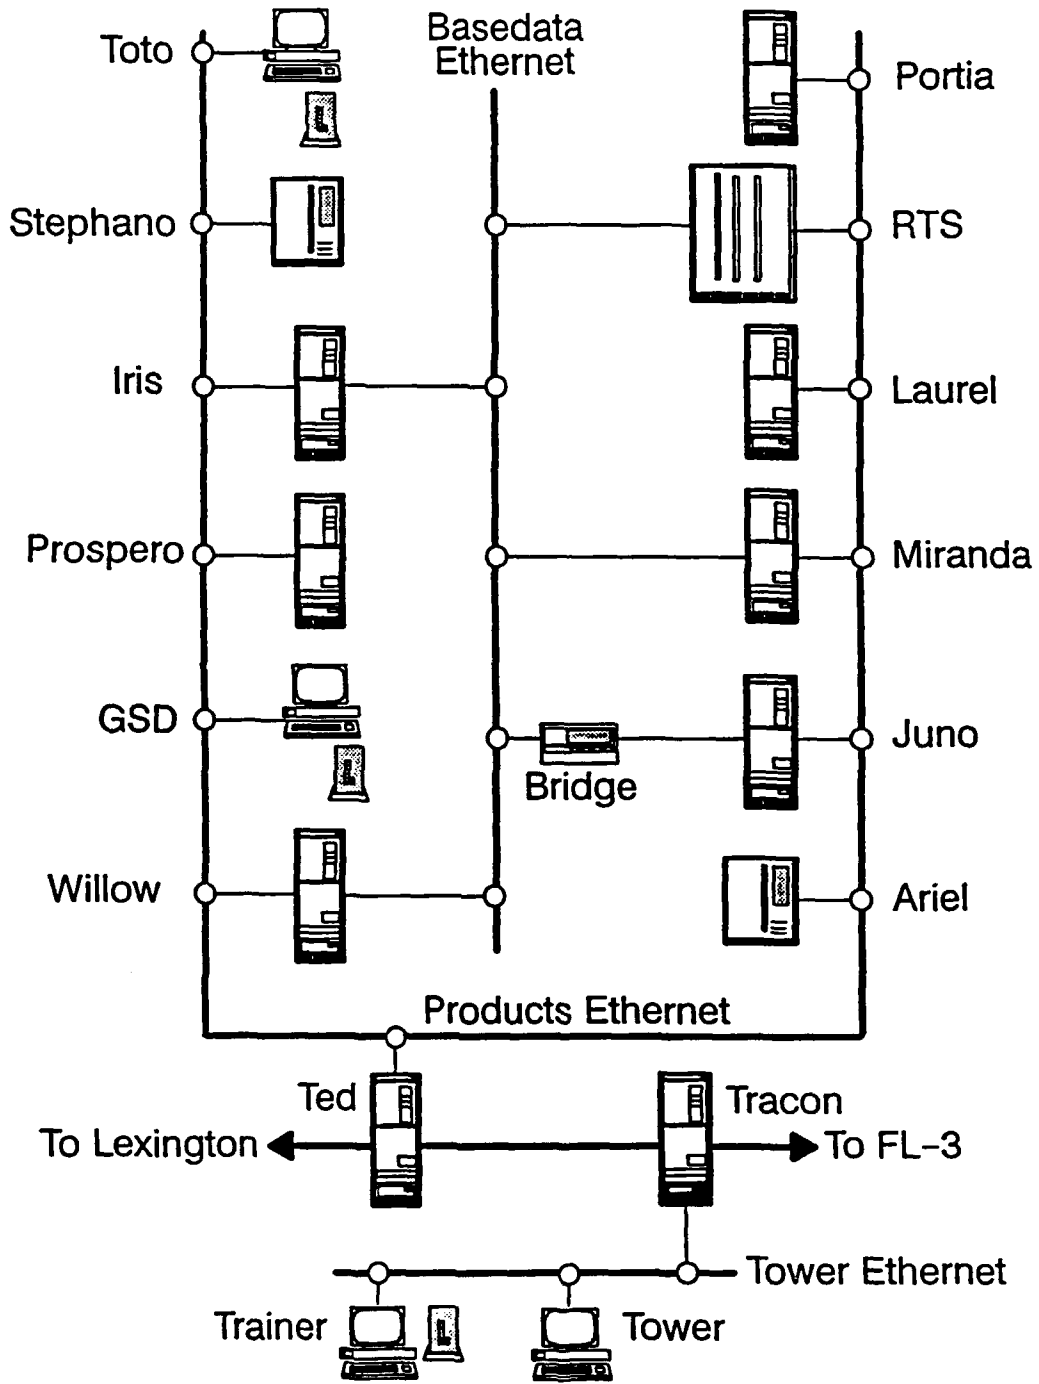 Toto
Basedata
Ethernet
Portia
Stephano
RTS
Iris
Laurel
Prospero
Miranda
GSD
Juno
Bridge
Willow
Ariel
Products Ethernet
Ted
Tracon
To Lexington
To FL-3
Tower Ethernet
Trainer
Tower